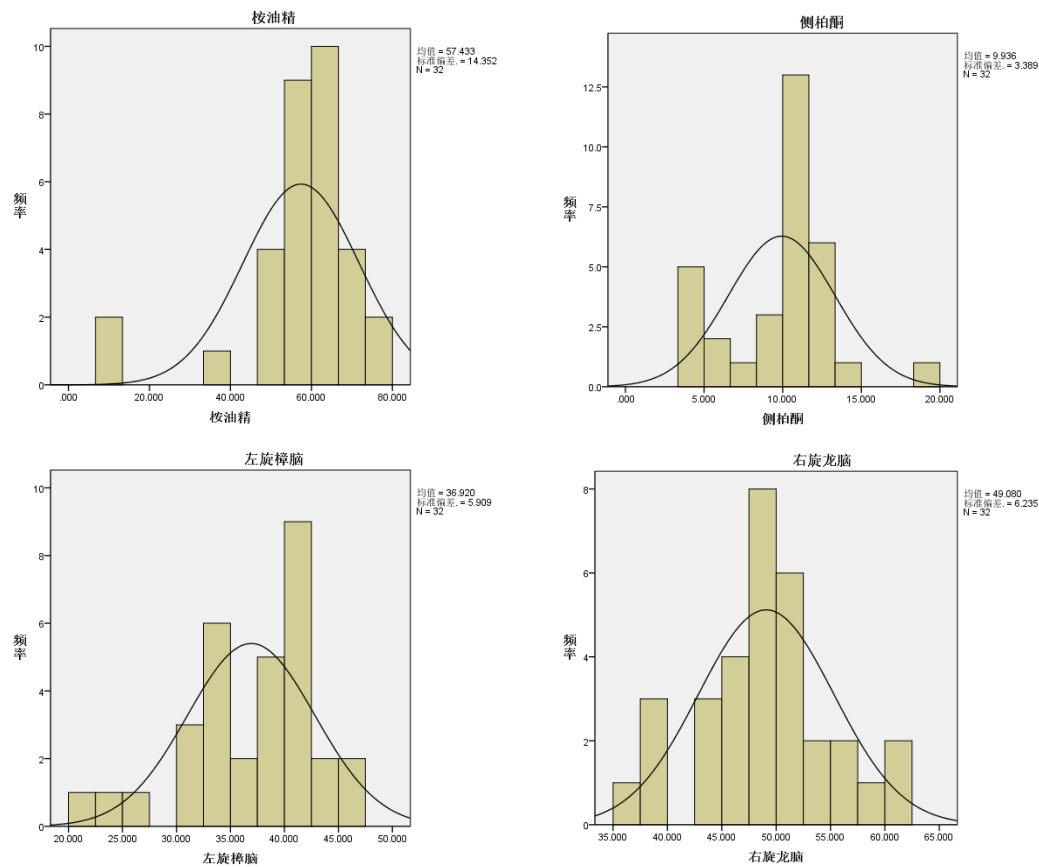 桉油精
均值 = 57.433
标准偏差. = 14.352
N = 32
频率
10
8
6
4
2
0
.000 20.000 40.000 60.000 80.000
桉油精
侧柏酮
均值 = 9.936
标准偏差. = 3.389
N = 32
频率
12.5
10.0
7.5
5.0
2.5
0.0
.000 5.000 10.000 15.000 20.000
侧柏酮
左旋樟脑
均值 = 36.920
标准偏差. = 5.909
N = 32
频率
10
8
6
4
2
0
20.000 25.000 30.000 35.000 40.000 45.000 50.000
左旋樟脑
右旋龙脑
均值 = 49.080
标准偏差. = 6.235
N = 32
频率
8
6
4
2
0
35.000 40.000 45.000 50.000 55.000 60.000 65.000
右旋龙脑